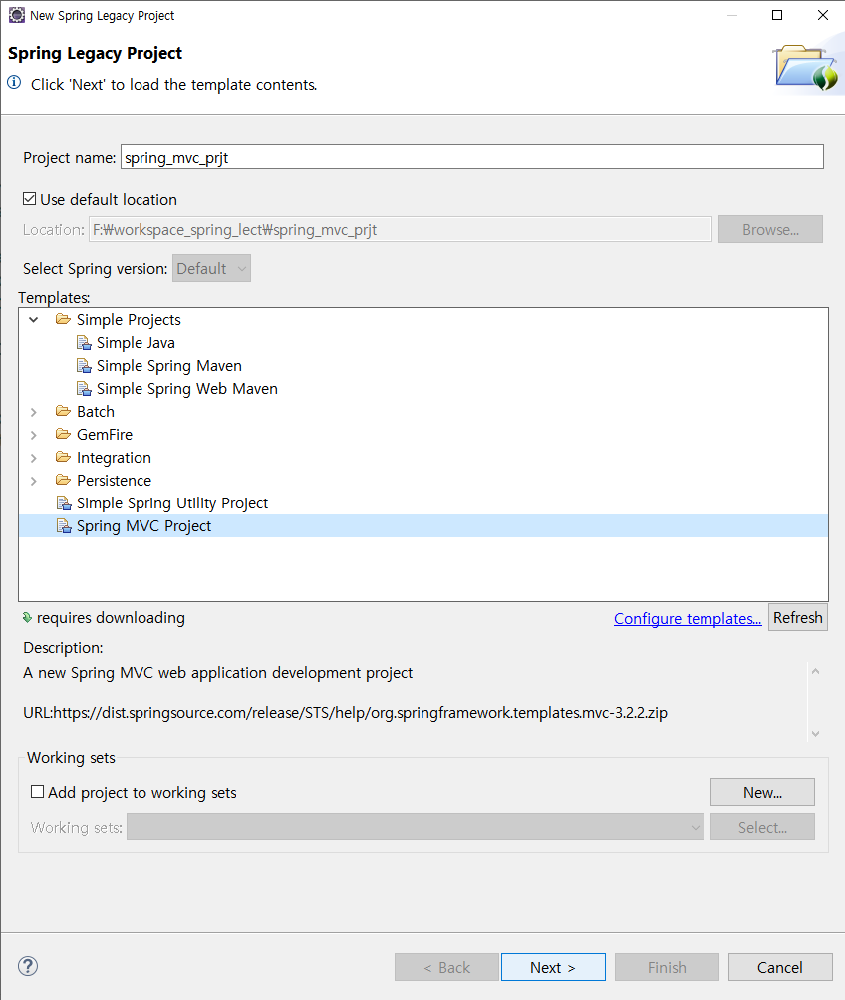 New Spring Legacy Project
Spring Legacy Project
Click 'Next' to load the template contents.
Project name: spring_mvc_prjt
Use default location
Location: F:₩workspace_spring_lect₩spring_mvc_prjt Browse...
Select Spring version: Default
Templates:
Simple Projects
Simple Java
Simple Spring Maven
Simple Spring Web Maven
Batch
GemFire
Integration
Persistence
Simple Spring Utility Project
Spring MVC Project
requires downloading Configure templates... Refresh
Description:
A new Spring MVC web application development project
URL:https://dist.springsource.com/release/STS/help/org.springframework.templates.mvc-3.2.2.zip
Working sets
Add project to working sets New...
Working sets: Select...
? < Back Next > Finish Cancel